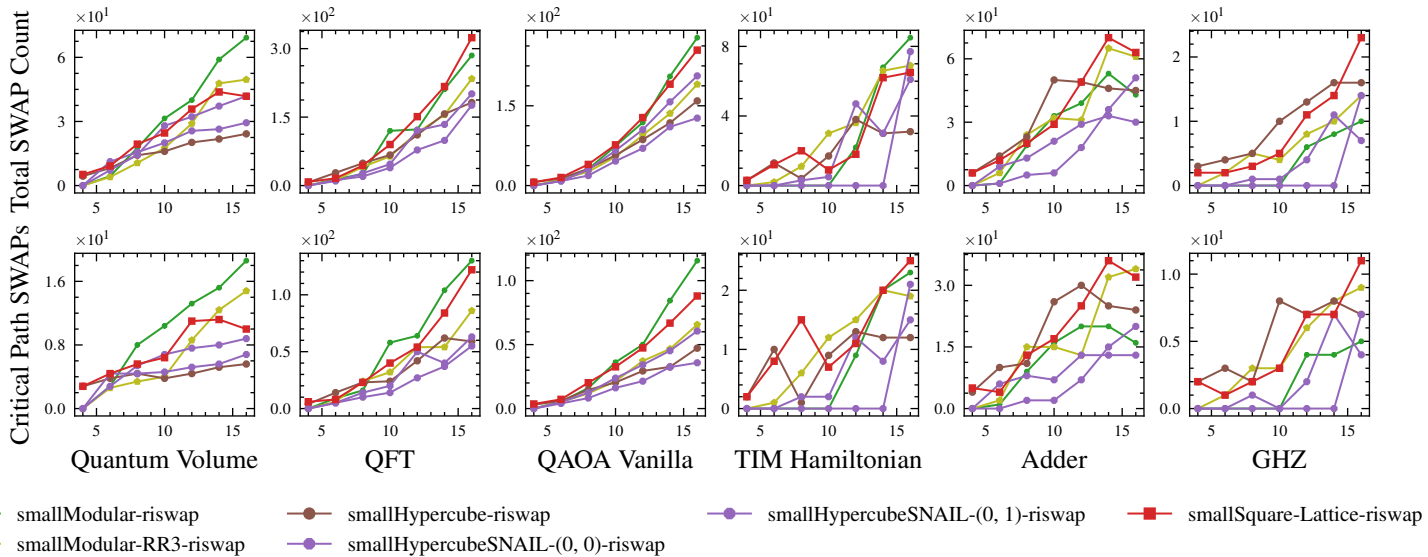 ×10¹ ×10² ×10² ×10¹ ×10¹ ×10¹
Total SWAP Count
6 3.0 1.5 8 6 2
3 1.5 4 3 1
0 0.0 0.0 0 0 0
5 10 15 5 10 15 5 10 15 5 10 15 5 10 15 5 10 15
×10¹ ×10² ×10² ×10¹ ×10¹ ×10¹
Critical Path SWAPs
1.6 1.0 1.0 2 3.0 1.0
0.8 0.5 0.5 1 1.5 0.5
0.0 0.0 0.0 0 0.0 0.0
5 10 15 5 10 15 5 10 15 5 10 15 5 10 15 5 10 15
Quantum Volume QFT QAOA Vanilla TIM Hamiltonian Adder GHZ
smallModular-riswap smallHypercube-riswap smallHypercubeSNAIL-(0, 1)-riswap smallSquare-Lattice-riswap
smallModular-RR3-riswap smallHypercubeSNAIL-(0, 0)-riswap